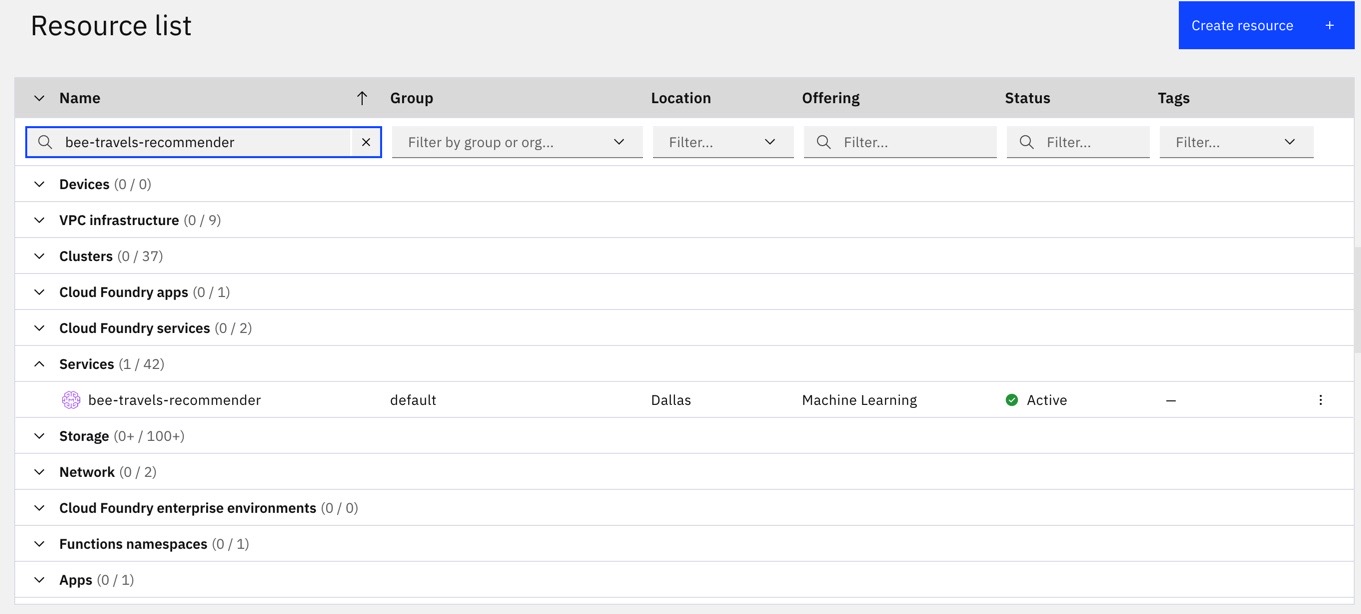 Resource list
Create resource +
Name Group Location Offering Status Tags
bee-travels-recommender Filter by group or org... Filter... Filter... Filter... Filter...
Devices (0 / 0)
VPC infrastructure (0 / 9)
Clusters (0 / 37)
Cloud Foundry apps (0 / 1)
Cloud Foundry services (0 / 2)
Services (1 / 42)
bee-travels-recommender default Dallas Machine Learning Active –
Storage (0+ / 100+)
Network (0 / 2)
Cloud Foundry enterprise environments (0 / 0)
Functions namespaces (0 / 1)
Apps (0 / 1)